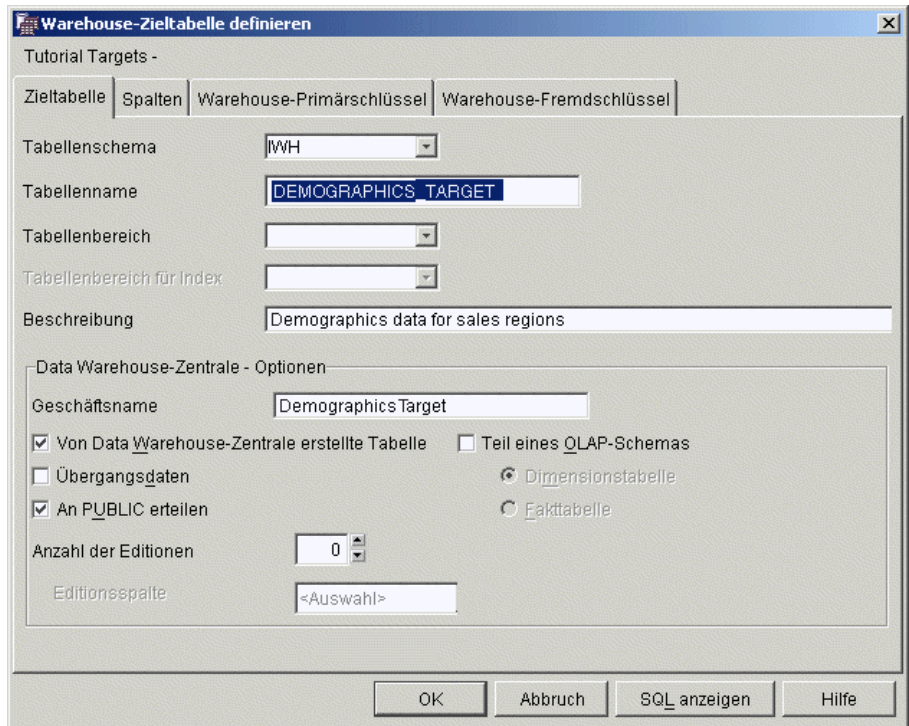 Warehouse-Zieltabelle definieren
Tutorial Targets -
Zieltabelle Spalten Warehouse-Primärschlüssel Warehouse-Fremdschlüssel
Tabellenschema IWH
Tabellenname DEMOGRAPHICS_TARGET
Tabellenbereich
Tabellenbereich für Index
Beschreibung Demographics data for sales regions
Data Warehouse-Zentrale - Optionen
Geschäftsname DemographicsTarget
Von Data Warehouse-Zentrale erstellte Tabelle Teil eines OLAP-Schemas
Übergangsdaten Dimensionstabelle
An PUBLIC erteilen Fakttabelle
Anzahl der Editionen 0
Editionsspalte <Auswahl>
OK Abbruch SQL anzeigen Hilfe